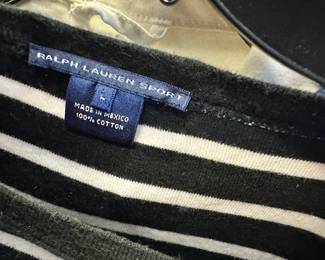 RALPH LAUREN SPORT
L
MADE IN MEXICO
100% COTTON